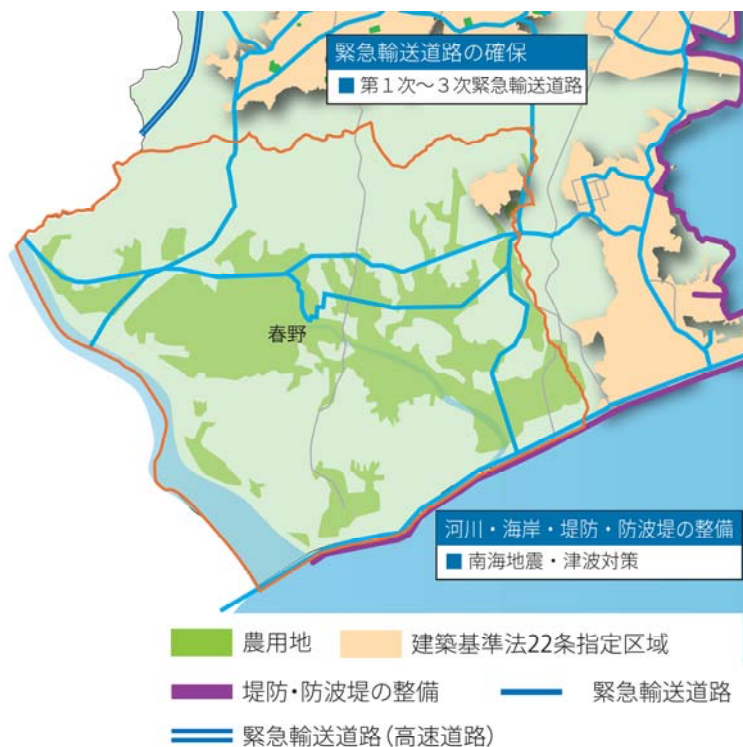 緊急輸送道路の確保
■ 第1次～3次緊急輸送道路
春野
河川・海岸・堤防・防波堤の整備
■ 南海地震・津波対策
農用地
建築基準法22条指定区域
堤防・防波堤の整備
緊急輸送道路
緊急輸送道路(高速道路)